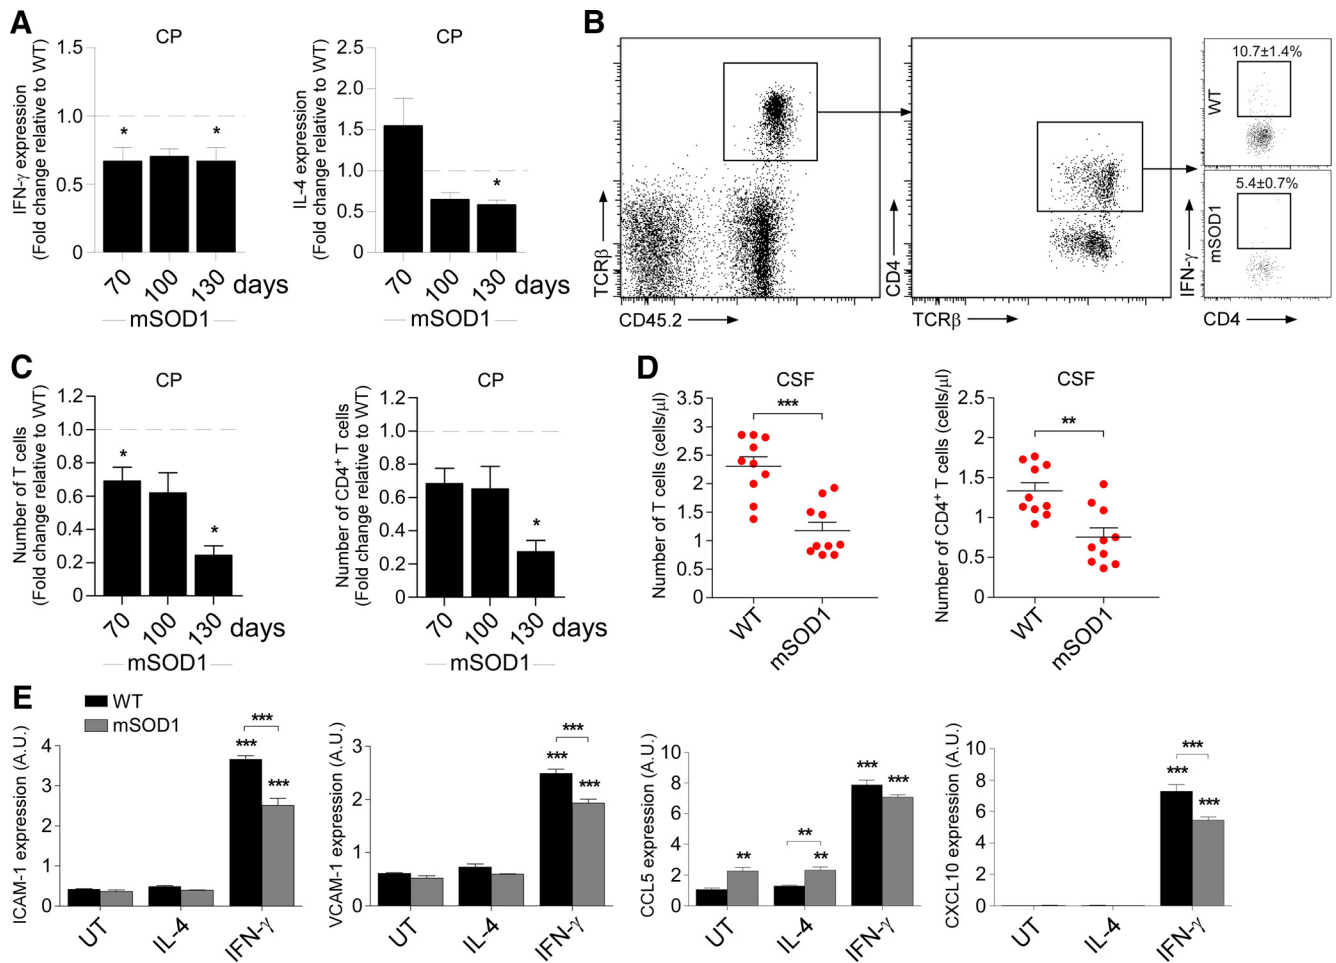 A
CP
IFN-γ expression
(Fold change relative to WT)
1.5
1.0
0.5
0
*
*
70
100
130
days
mSOD1
CP
IL-4 expression
(Fold change relative to WT)
2.5
2.0
1.5
1.0
0.5
0
*
70
100
130
days
mSOD1
B
TCRβ
CD45.2
CD4
TCRβ
10.7±1.4%
WT
5.4±0.7%
mSOD1
IFN-γ
CD4
C
CP
Number of T cells
(Fold change relative to WT)
1.2
1.0
0.8
0.6
0.4
0.2
0
*
*
70
100
130
days
mSOD1
CP
Number of CD4+ T cells
(Fold change relative to WT)
1.2
1.0
0.8
0.6
0.4
0.2
0
*
70
100
130
days
mSOD1
D
CSF
Number of T cells (cells/μl)
3.5
3
2.5
2
1.5
1
0.5
0
***
WT
mSOD1
CSF
Number of CD4+ T cells (cells/μl)
2.5
2
1.5
1
0.5
0
**
WT
mSOD1
E
WT
mSOD1
ICAM-1 expression (A.U.)
4
3
2
1
0
***
***
***
UT
IL-4
IFN-γ
VCAM-1 expression (A.U.)
3
2
1
0
***
***
***
UT
IL-4
IFN-γ
CCL5 expression (A.U.)
10
8
6
4
2
0
**
**
**
***
***
UT
IL-4
IFN-γ
CXCL10 expression (A.U.)
10
8
6
4
2
0
***
***
***
UT
IL-4
IFN-γ